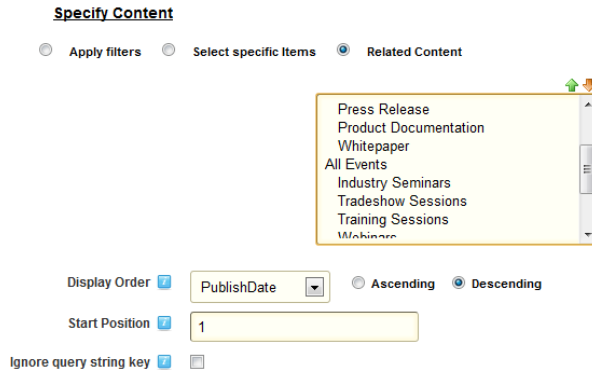 Specify Content
Apply filters Select specific Items Related Content
Press Release
Product Documentation
Whitepaper
All Events
Industry Seminars
Tradeshow Sessions
Training Sessions
Webinars
Display Order PublishDate Ascending Descending
Start Position 1
Ignore query string key